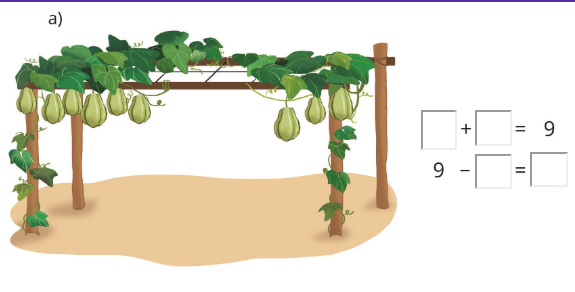 a)
□ + □ = 9
9 − □ = □